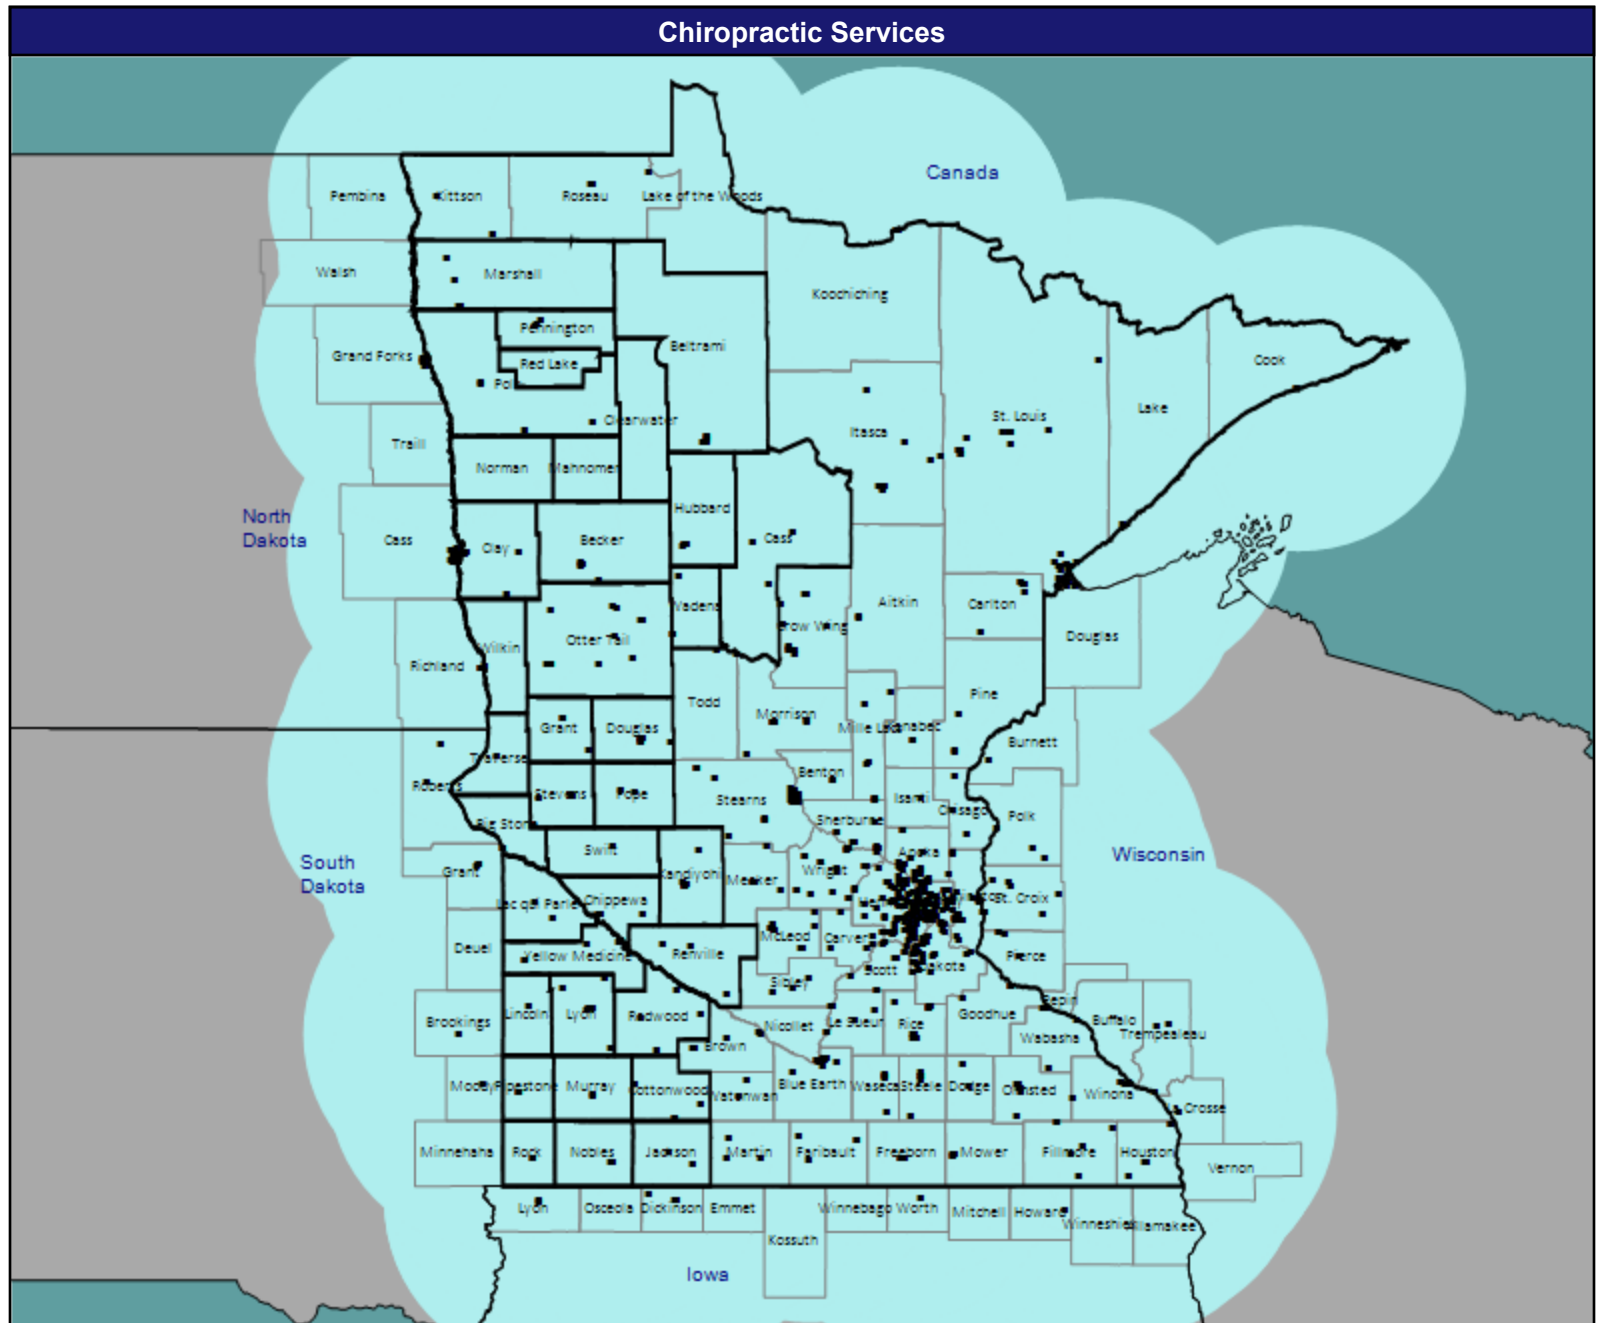 Chiropractic Services
Canada
Pembina
Kittson
Roseau
Lake of the Woods
Walsh
Marshall
Koochiching
Pennington
Grand Forks
Beltrami
Red Lake
Cook
Lake
St. Louis
Clearwater
Itasca
Traill
Norman
Mahnomen
Hubbard
North
Dakota
Cass
Clay
Becker
Cass
Aitkin
Carlton
Otter Tail
Douglas
Wilkin
Richland
Pine
Todd
Morrison
Grant
Douglas
Burnett
Traverse
Benton
Roberts
Stevens
Pope
Stearns
Isanti
Chisago
Polk
Big Stone
Sherburne
Swift
Anoka
Wisconsin
South
Dakota
Grant
Kandiyohi
Meeker
Wright
St. Croix
Lac qui Parle
Chippewa
McLeod
Carver
Deuel
Yellow Medicine
Renville
Pierce
Scott
Dakota
Sibley
Pepin
Lincoln
Lyon
Redwood
Goodhue
Buffalo
Brookings
Nicollet
Le Sueur
Rice
Trempealeau
Wabasha
Brown
Moody
Pipestone
Murray
Cottonwood
Watonwan
Blue Earth
Waseca
Steele
Dodge
Olmsted
Winona
Crosse
Minnehaha
Rock
Nobles
Jackson
Martin
Faribault
Freeborn
Mower
Fillmore
Houston
Vernon
Lyon
Osceola
Dickinson
Emmet
Winnebago
Worth
Mitchell
Howard
Kossuth
Iowa